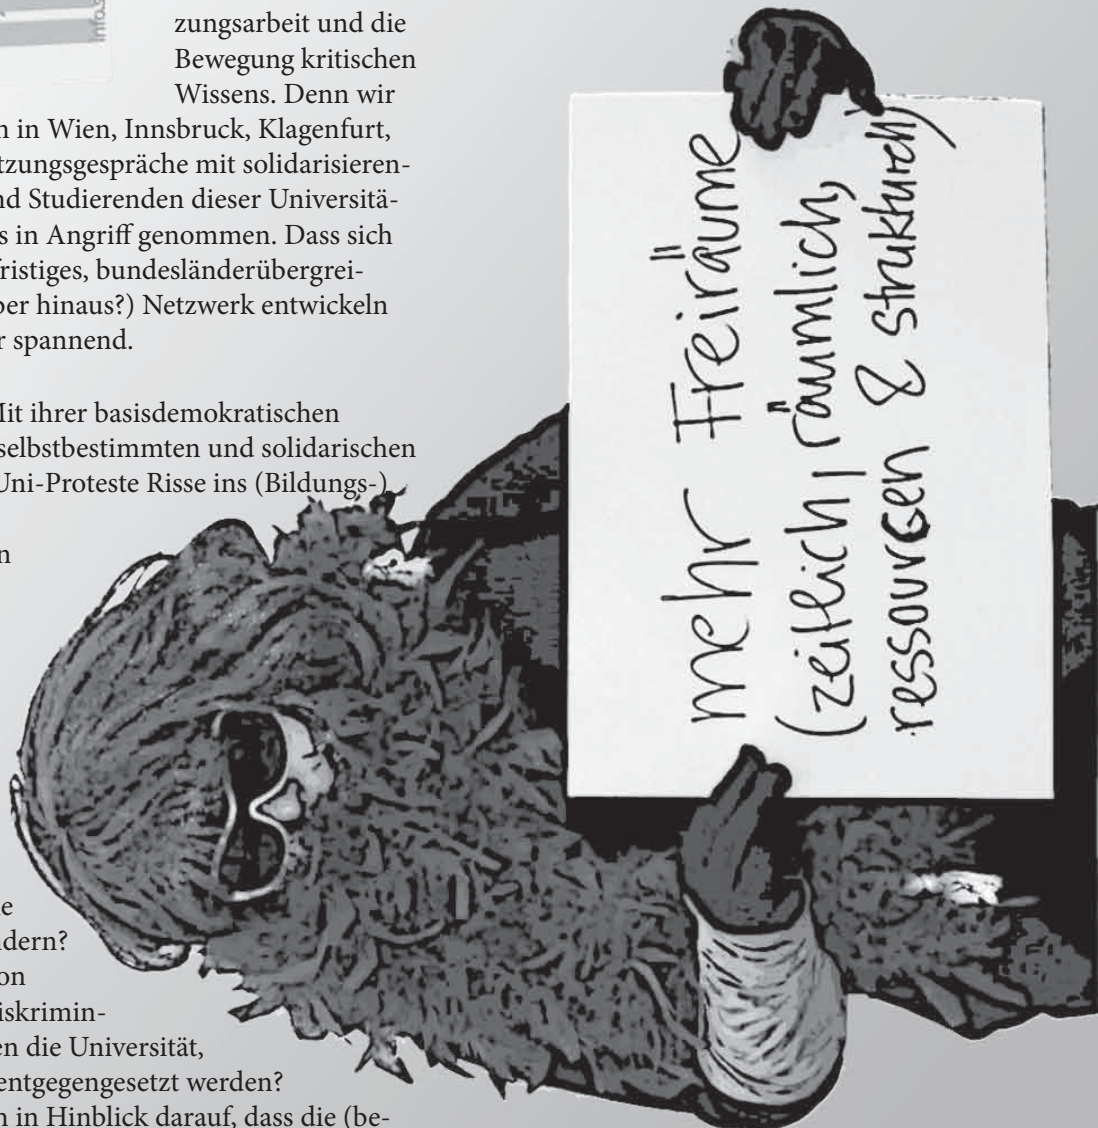 zungsarbeit und die
Bewegung kritischen
Wissens. Denn wir
in Wien, Innsbruck, Klagenfurt,
tzungsgespräche mit solidarisieren-
nd Studierenden dieser Universitä-
s in Angriff genommen. Dass sich
fristiges, bundesländerübergrei-
ber hinaus?) Netzwerk entwickeln
r spannend.
Mit ihrer basisdemokratischen
selbstbestimmten und solidarischen
Uni-Proteste Risse ins (Bildungs-)
n
e
ndern?
on
iskrimin-
en die Universität,
entgegengesetzt werden?
n in Hinblick darauf, dass die (be-
mehr Freiräume
(zeitlich, räumlich,
ressourcen & strukturen)